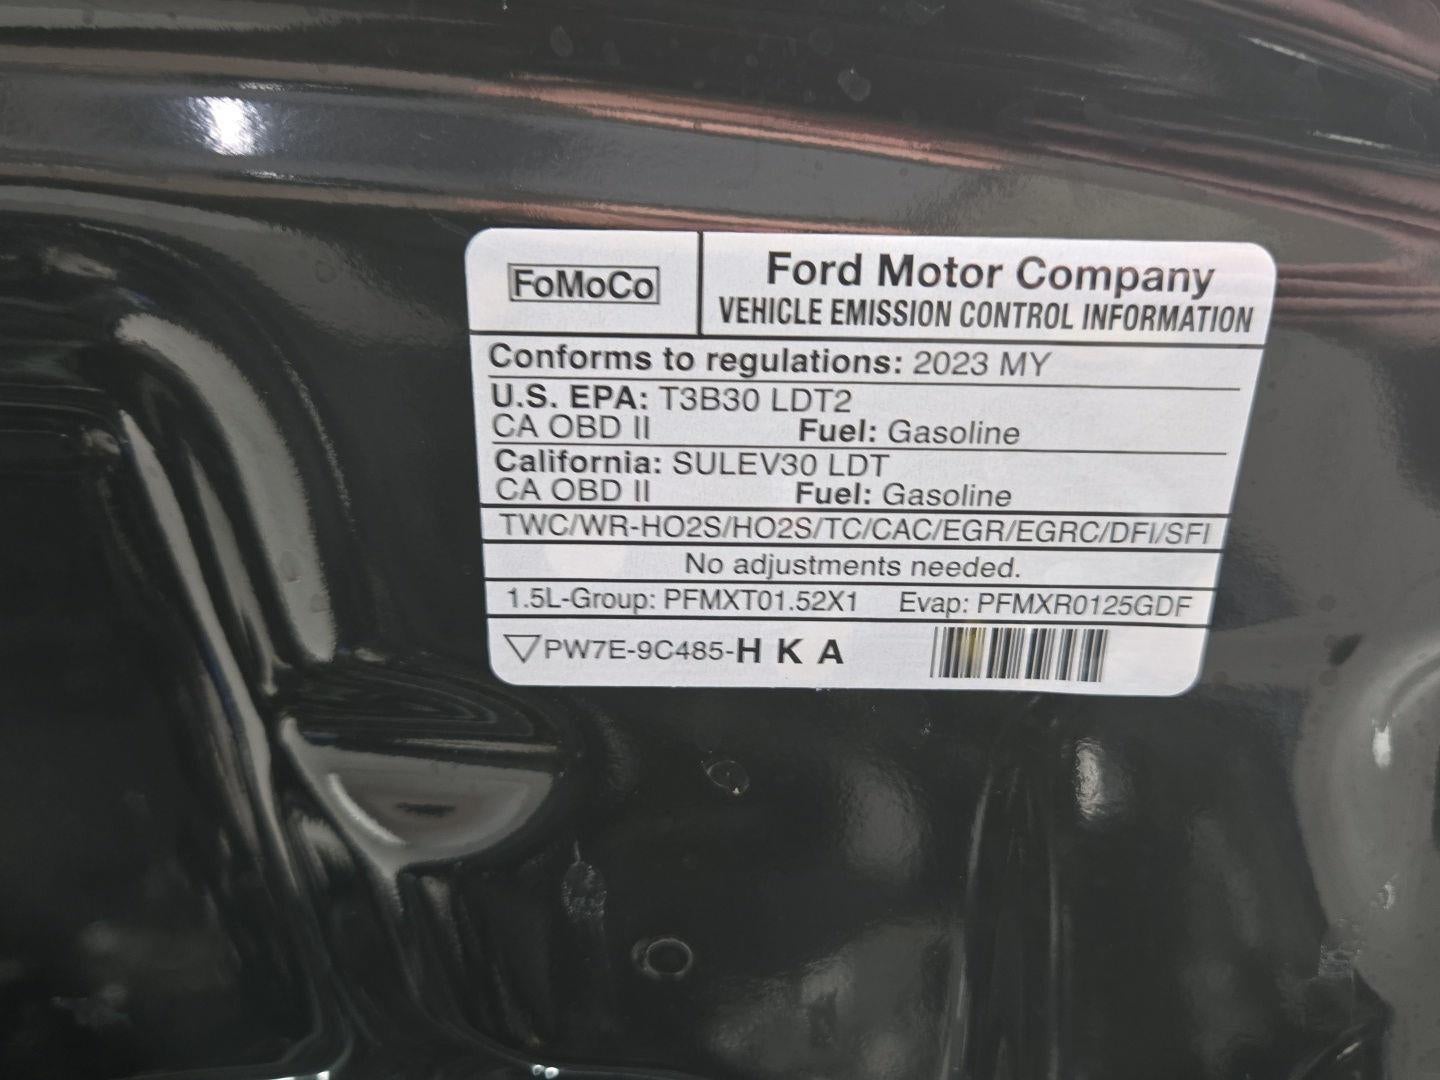 FoMoCo
Ford Motor Company
VEHICLE EMISSION CONTROL INFORMATION
Conforms to regulations: 2023 MY
U.S. EPA: T3B30 LDT2
CA OBD II Fuel: Gasoline
California: SULEV30 LDT
CA OBD II Fuel: Gasoline
TWC/WR-HO2S/HO2S/TC/CAC/EGR/EGRC/DFI/SFI
No adjustments needed.
1.5L-Group: PFMXT01.52X1 Evap: PFMXR0125GDF
PW7E-9C485-H K A